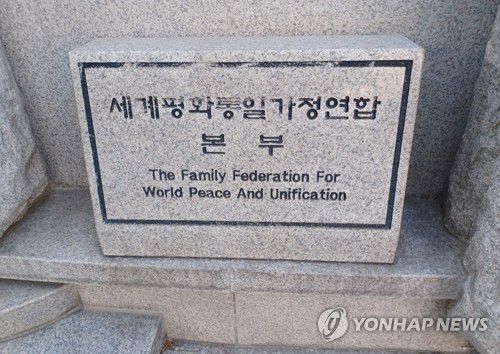 세계평화통일가정연합
본부
The Family Federation For
World Peace And Unification
YONHAP NEWS